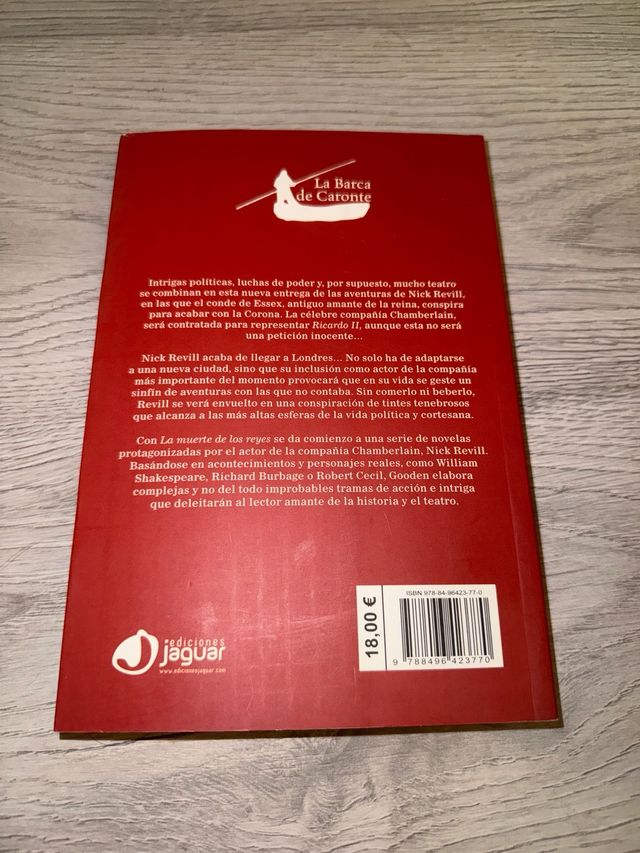 La Barca
de Caronte
Intrigas políticas, luchas de poder y, por supuesto, mucho teatro
se combinan en esta nueva entrega de las aventuras de Nick Revill,
en las que el conde de Essex, antiguo amante de la reina, conspira
para acabar con la Corona. La célebre compañía Chamberlain,
será contratada para representar Ricardo II, aunque esta no será
una petición inocente...
Nick Revill acaba de llegar a Londres... No solo ha de adaptarse
a una nueva ciudad, sino que su inclusión como actor de la compañía
más importante del momento provocará que en su vida se geste un
sinfín de aventuras con las que no contaba. Sin comerlo ni beberlo,
Revill se verá envuelto en una conspiración de tintes tenebrosos
que alcanza a las más altas esferas de la vida política y cortesana.
Con La muerte de los reyes se da comienzo a una serie de novelas
protagonizadas por el actor de la compañía Chamberlain, Nick Revill.
Basándose en acontecimientos y personajes reales, como William
Shakespeare, Richard Burbage o Robert Cecil, Gooden elabora
complejas y no del todo improbables tramas de acción e intriga
que deleitarán al lector amante de la historia y el teatro.
ediciones
jaguar
www.edicionesjaguar.com
18,00 €
ISBN 978-84-96423-77-0
9 788496 423770